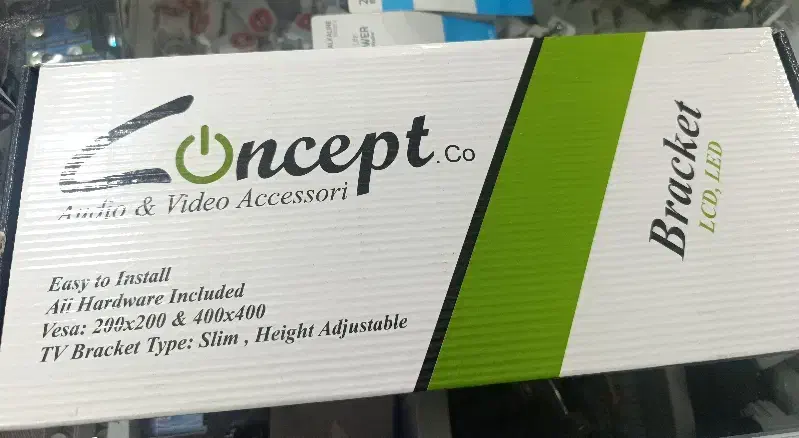 Concept.Co
Audio & Video Accessori
Easy to Install
Aii Hardware Included
Vesa: 200x200 & 400x400
TV Bracket Type: Slim , Height Adjustable
Bracket
LCD, LED